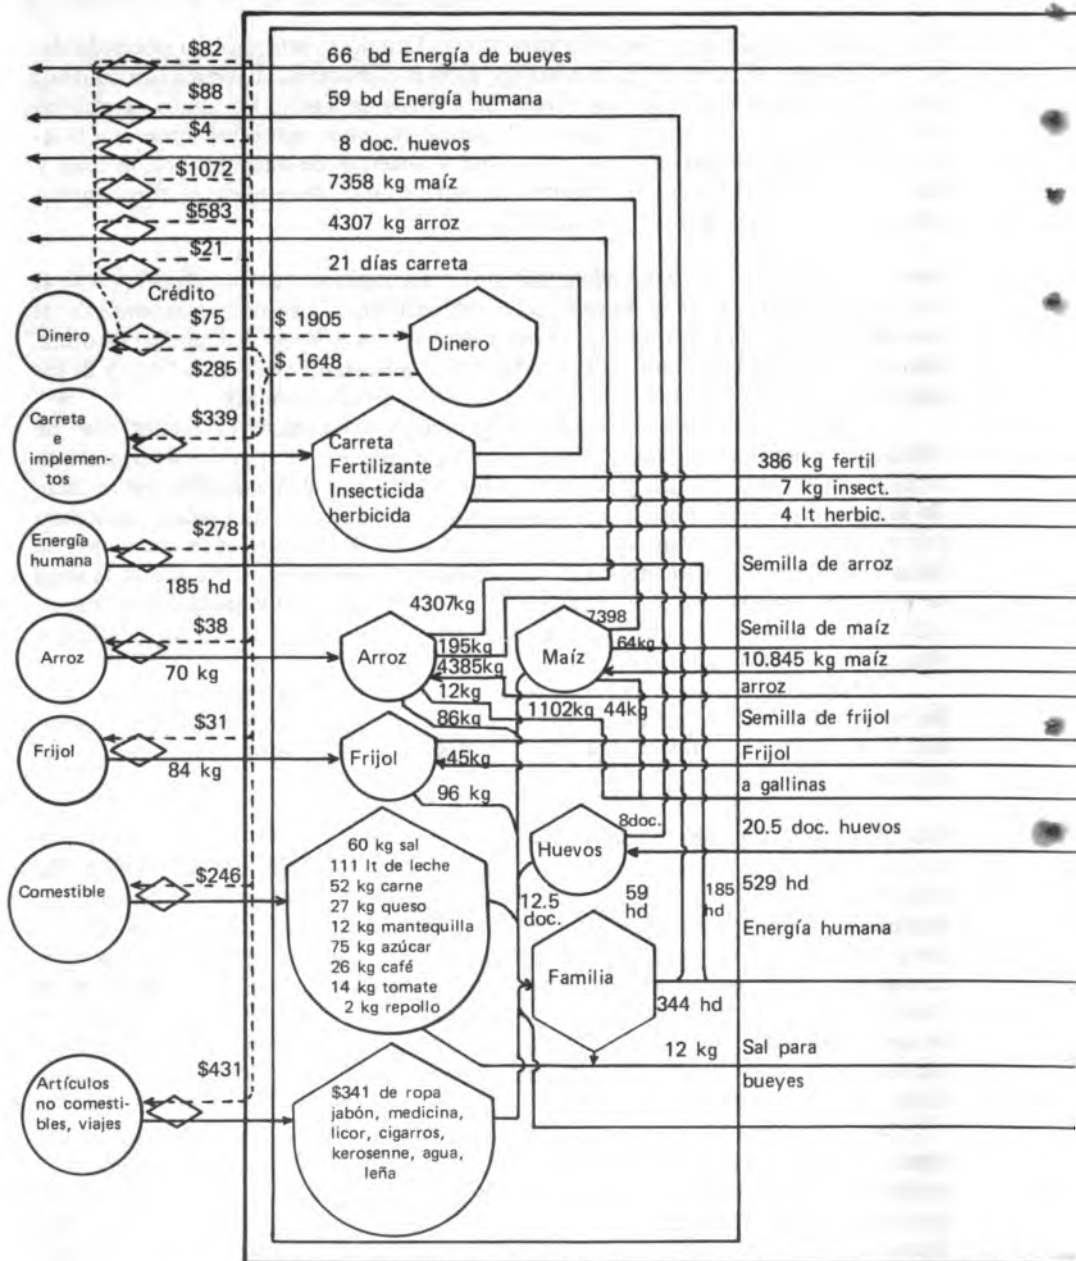 $82
66 bd Energía de bueyes
$88
59 bd Energía humana
$4
8 doc. huevos
$1072
7358 kg maíz
$583
4307 kg arroz
$21
21 días carreta
Crédito
$75
$ 1905
Dinero
Dinero
$285
$ 1648
$339
Carreta
e
implemen-
tos
Carreta
Fertilizante
Insecticida
herbicida
386 kg fertil
7 kg insect.
4 lt herbic.
$278
Energía
humana
185 hd
Semilla de arroz
4307kg
7398
$38
195kg
64kg
Semilla de maíz
Arroz
Arroz
Maíz
4385kg
10.845 kg maíz
70 kg
12kg
arroz
1102kg
44kg
86kg
$31
Semilla de frijol
Frijol
Frijol
45kg
Frijol
84 kg
96 kg
a gallinas
8doc.
20.5 doc. huevos
Huevos
60 kg sal
111 lt de leche
52 kg carne
27 kg queso
12 kg mantequilla
75 kg azúcar
26 kg café
14 kg tomate
2 kg repollo
$246
Comestible
12.5
doc.
59
hd
185
hd
529 hd
Energía humana
Familia
344 hd
12 kg
Sal para
bueyes
$431
Artículos
no comesti-
bles, viajes
$341 de ropa
jabón, medicina,
licor, cigarros,
kerosenne, agua,
leña